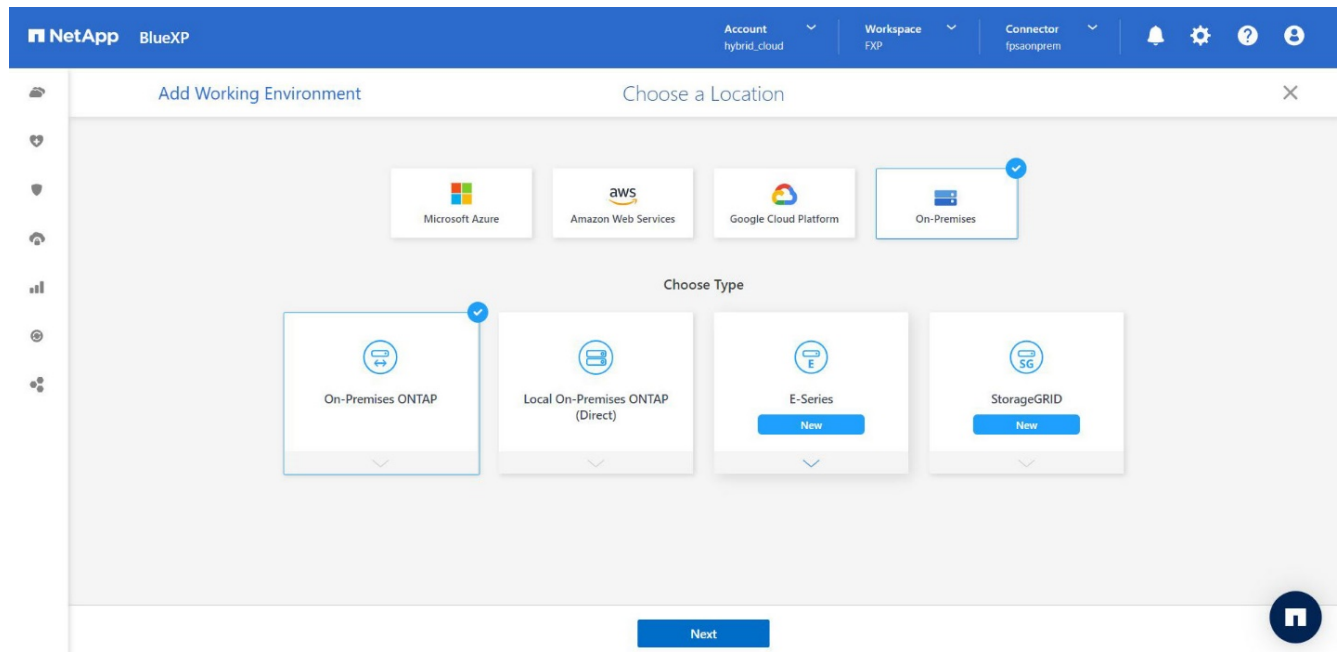 NetApp BlueXP
Account
hybrid_cloud
Workspace
FXP
Connector
fpsaonprem
Add Working Environment
Choose a Location
Microsoft Azure
aws
Amazon Web Services
Google Cloud Platform
On-Premises
Choose Type
On-Premises ONTAP
Local On-Premises ONTAP
(Direct)
E
E-Series
New
SG
StorageGRID
New
Next